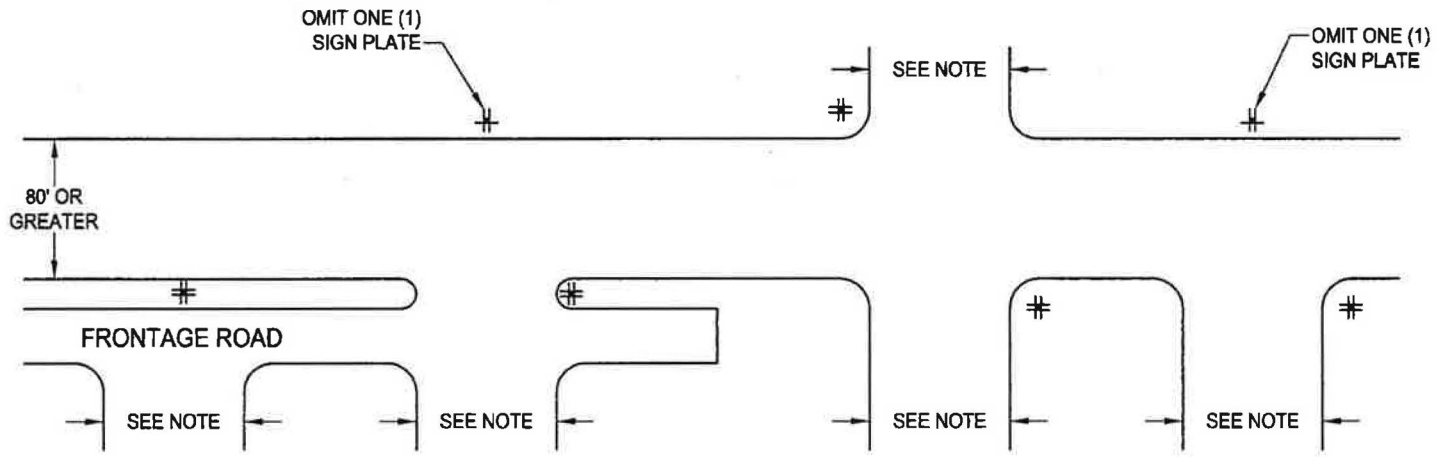 OMIT ONE (1)
SIGN PLATE
SEE NOTE
OMIT ONE (1)
SIGN PLATE
80' OR
GREATER
FRONTAGE ROAD
SEE NOTE
SEE NOTE
SEE NOTE
SEE NOTE